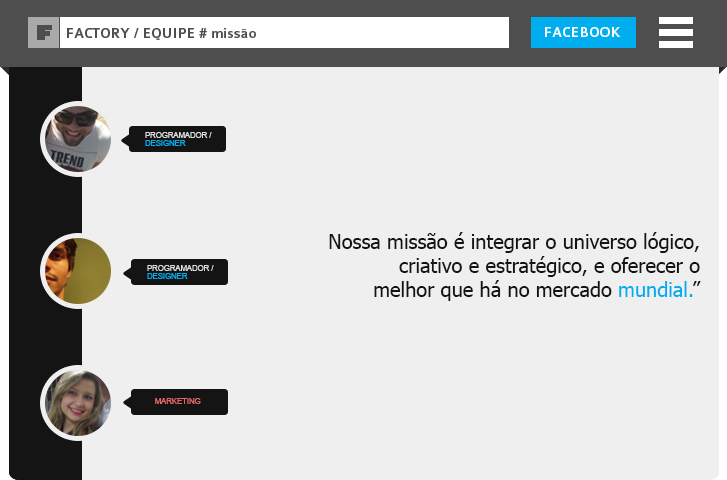 F FACTORY / EQUIPE # missão
FACEBOOK
TREND
PROGRAMADOR /
DESIGNER
PROGRAMADOR /
DESIGNER
MARKETING
Nossa missão é integrar o universo lógico,
criativo e estratégico, e oferecer o
melhor que há no mercado mundial.”